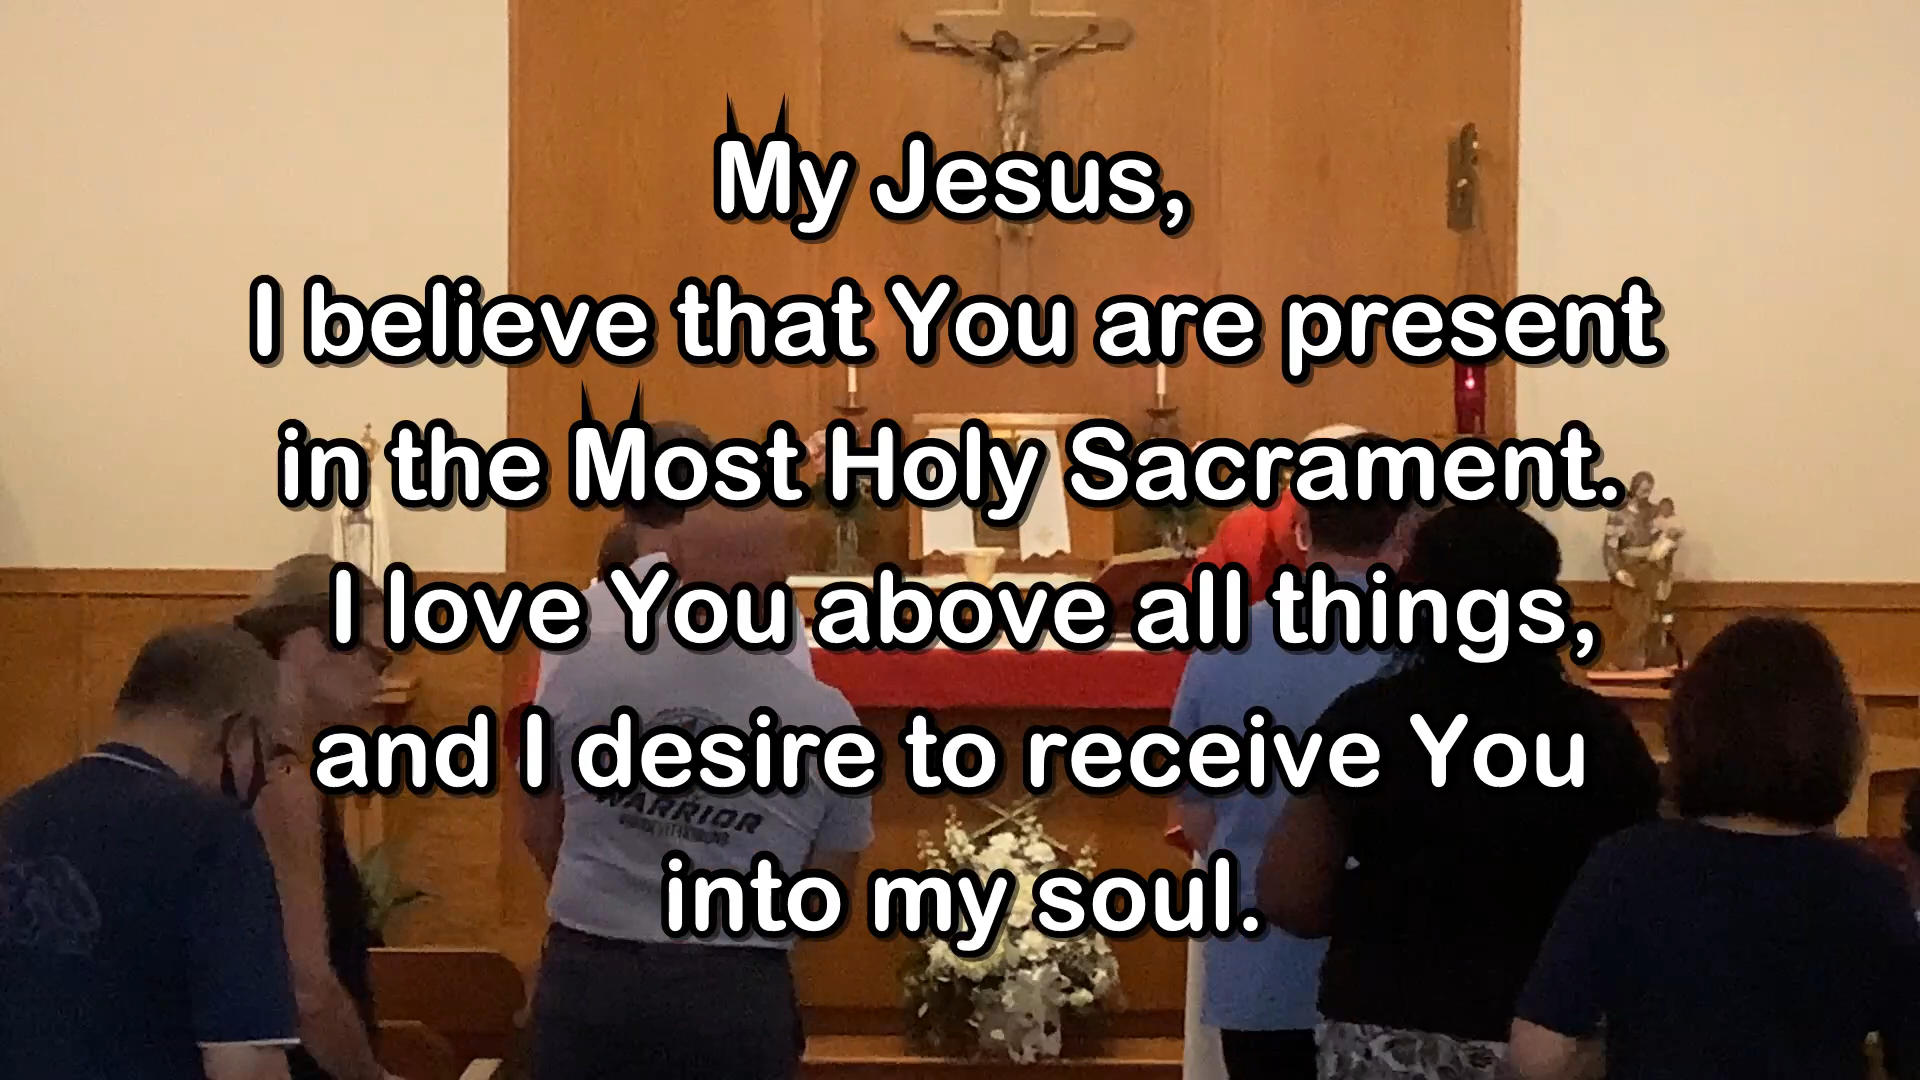 My Jesus,
I believe that You are present
in the Most Holy Sacrament.
I love You above all things,
and I desire to receive You
into my soul.
WARRIOR